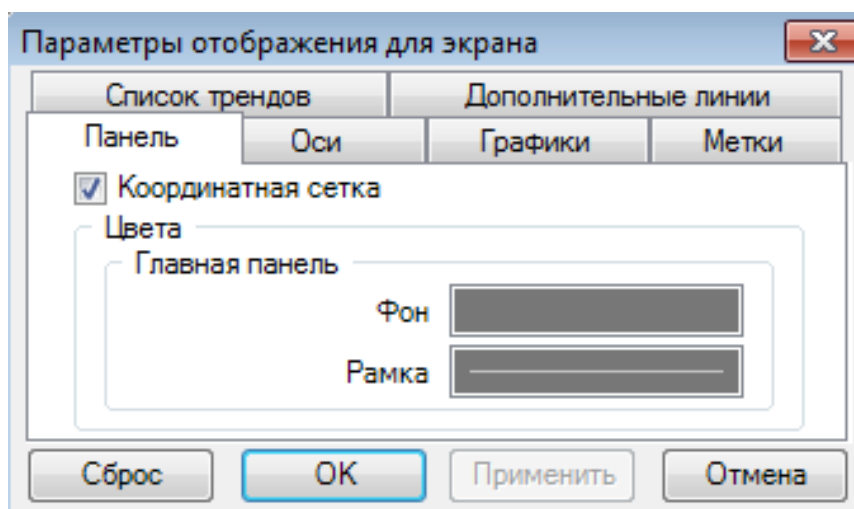 Параметры отображения для экрана
Список трендов Дополнительные линии
Панель Оси Графики Метки
Координатная сетка
Цвета
Главная панель
Фон
Рамка
Сброс OK Применить Отмена